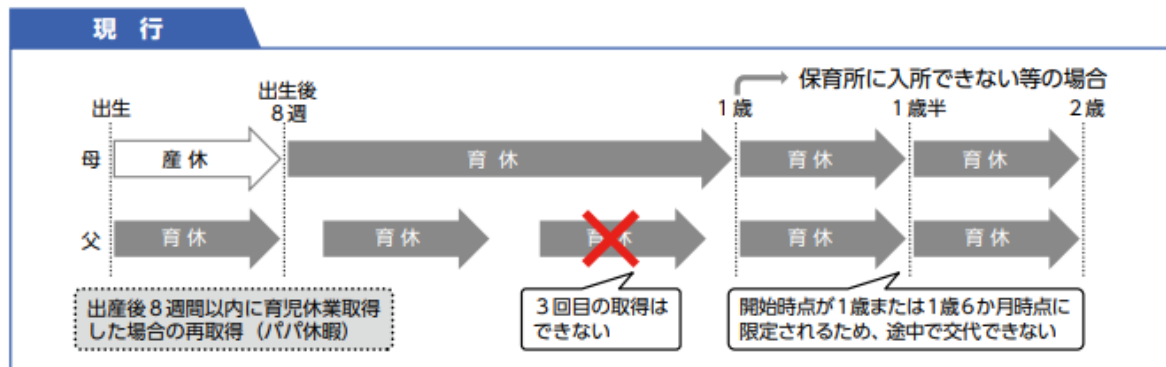 現 行
保育所に入所できない等の場合
出生
出生後
8週
1歳
1歳半
2歳
母
産 休
育 休
育 休
育 休
父
育 休
育 休
育 休
育 休
育 休
出産後8週間以内に育児休業取得
した場合の再取得（パパ休暇）
3回目の取得は
できない
開始時点が1歳または1歳6か月時点に
限定されるため、途中で交代できない